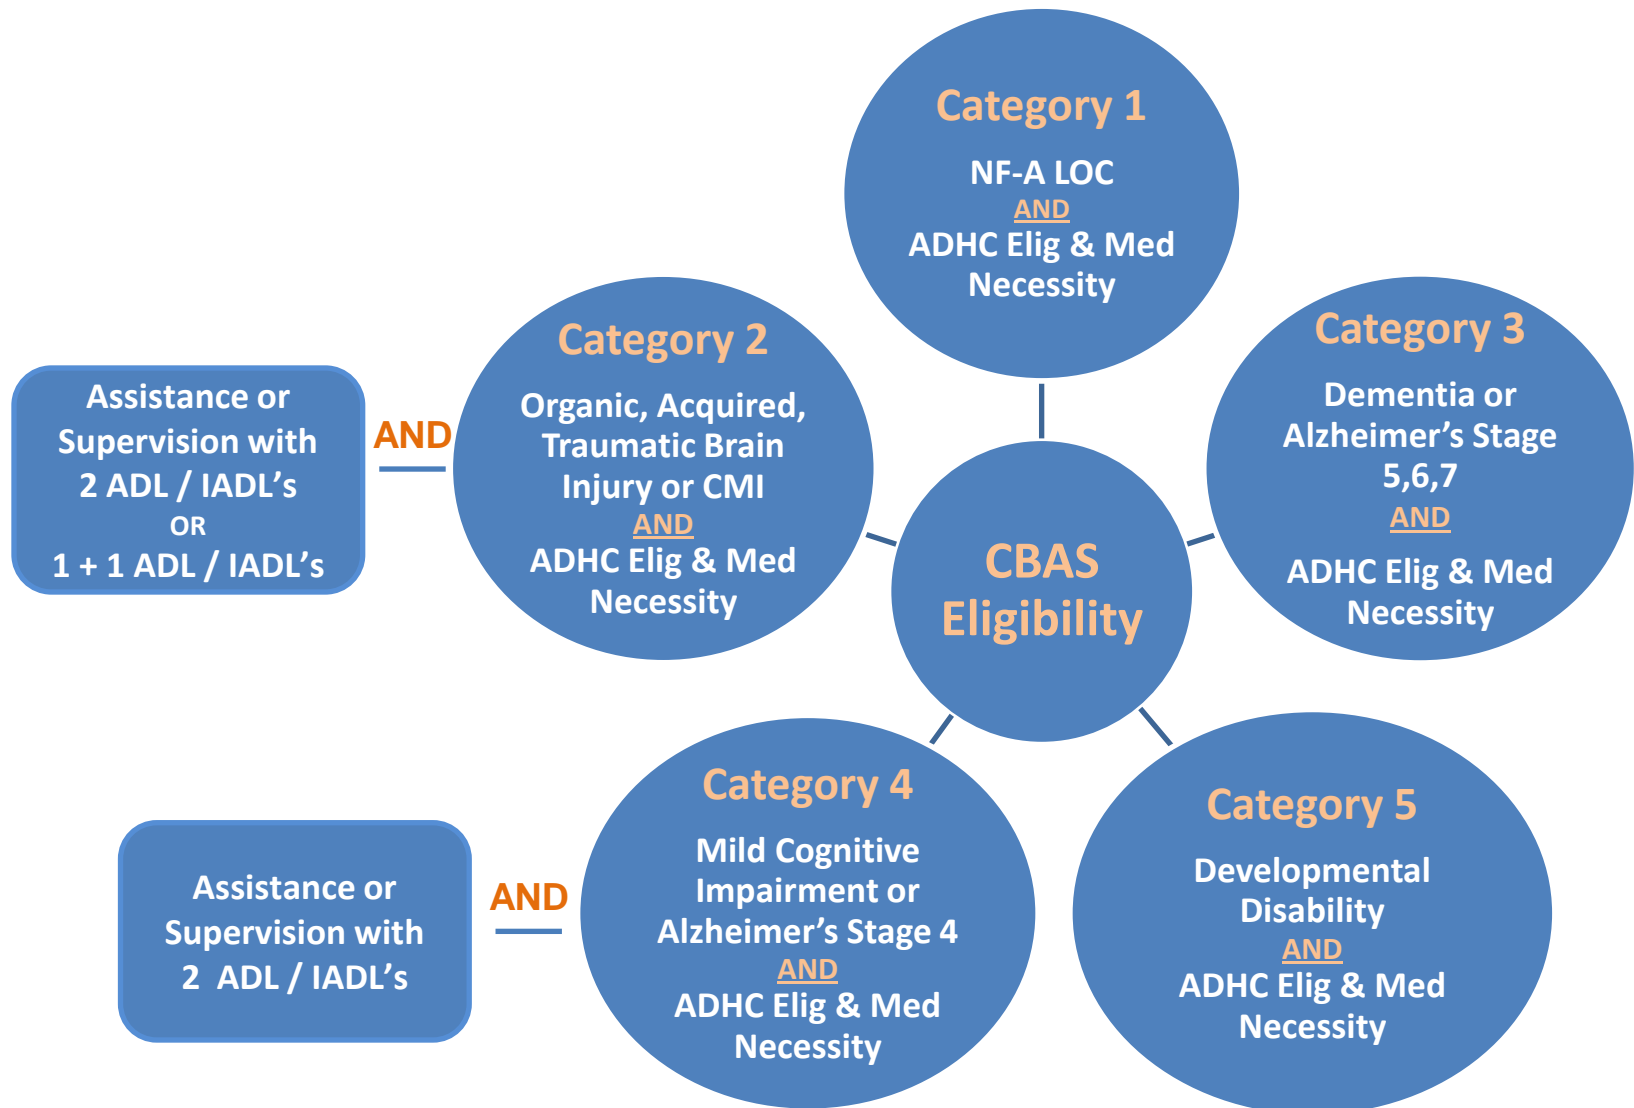 Category 1
NF-A LOC
AND
ADHC Elig & Med
Necessity
Category 2
Organic, Acquired,
Traumatic Brain
Injury or CMI
AND
ADHC Elig & Med
Necessity
AND
Assistance or
Supervision with
2 ADL / IADL’s
OR
1 + 1 ADL / IADL’s
Category 3
Dementia or
Alzheimer’s Stage
5,6,7
AND
ADHC Elig & Med
Necessity
CBAS
Eligibility
Category 4
Mild Cognitive
Impairment or
Alzheimer’s Stage 4
AND
ADHC Elig & Med
Necessity
AND
Assistance or
Supervision with
2  ADL / IADL’s
Category 5
Developmental
Disability
AND
ADHC Elig & Med
Necessity